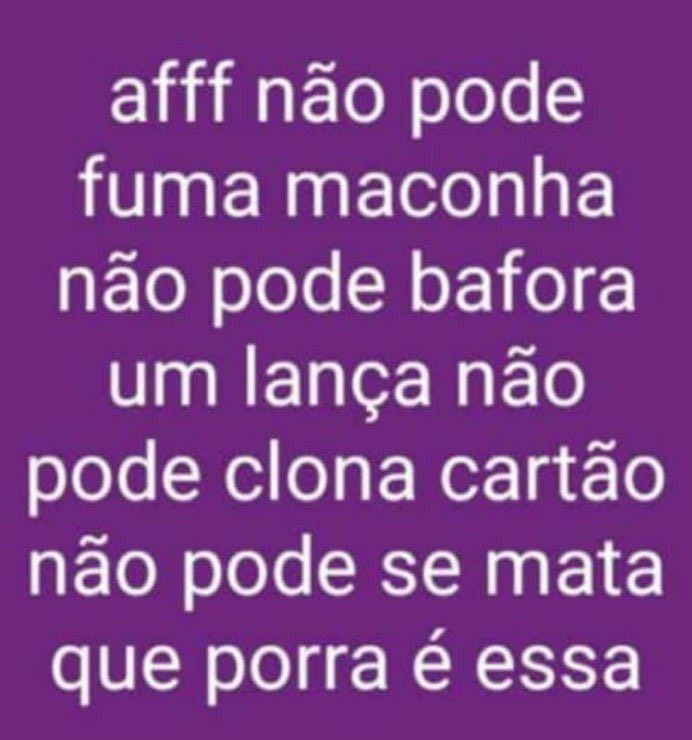 afff não pode
fuma maconha
não pode bafora
um lança não
pode clona cartão
não pode se mata
que porra é essa